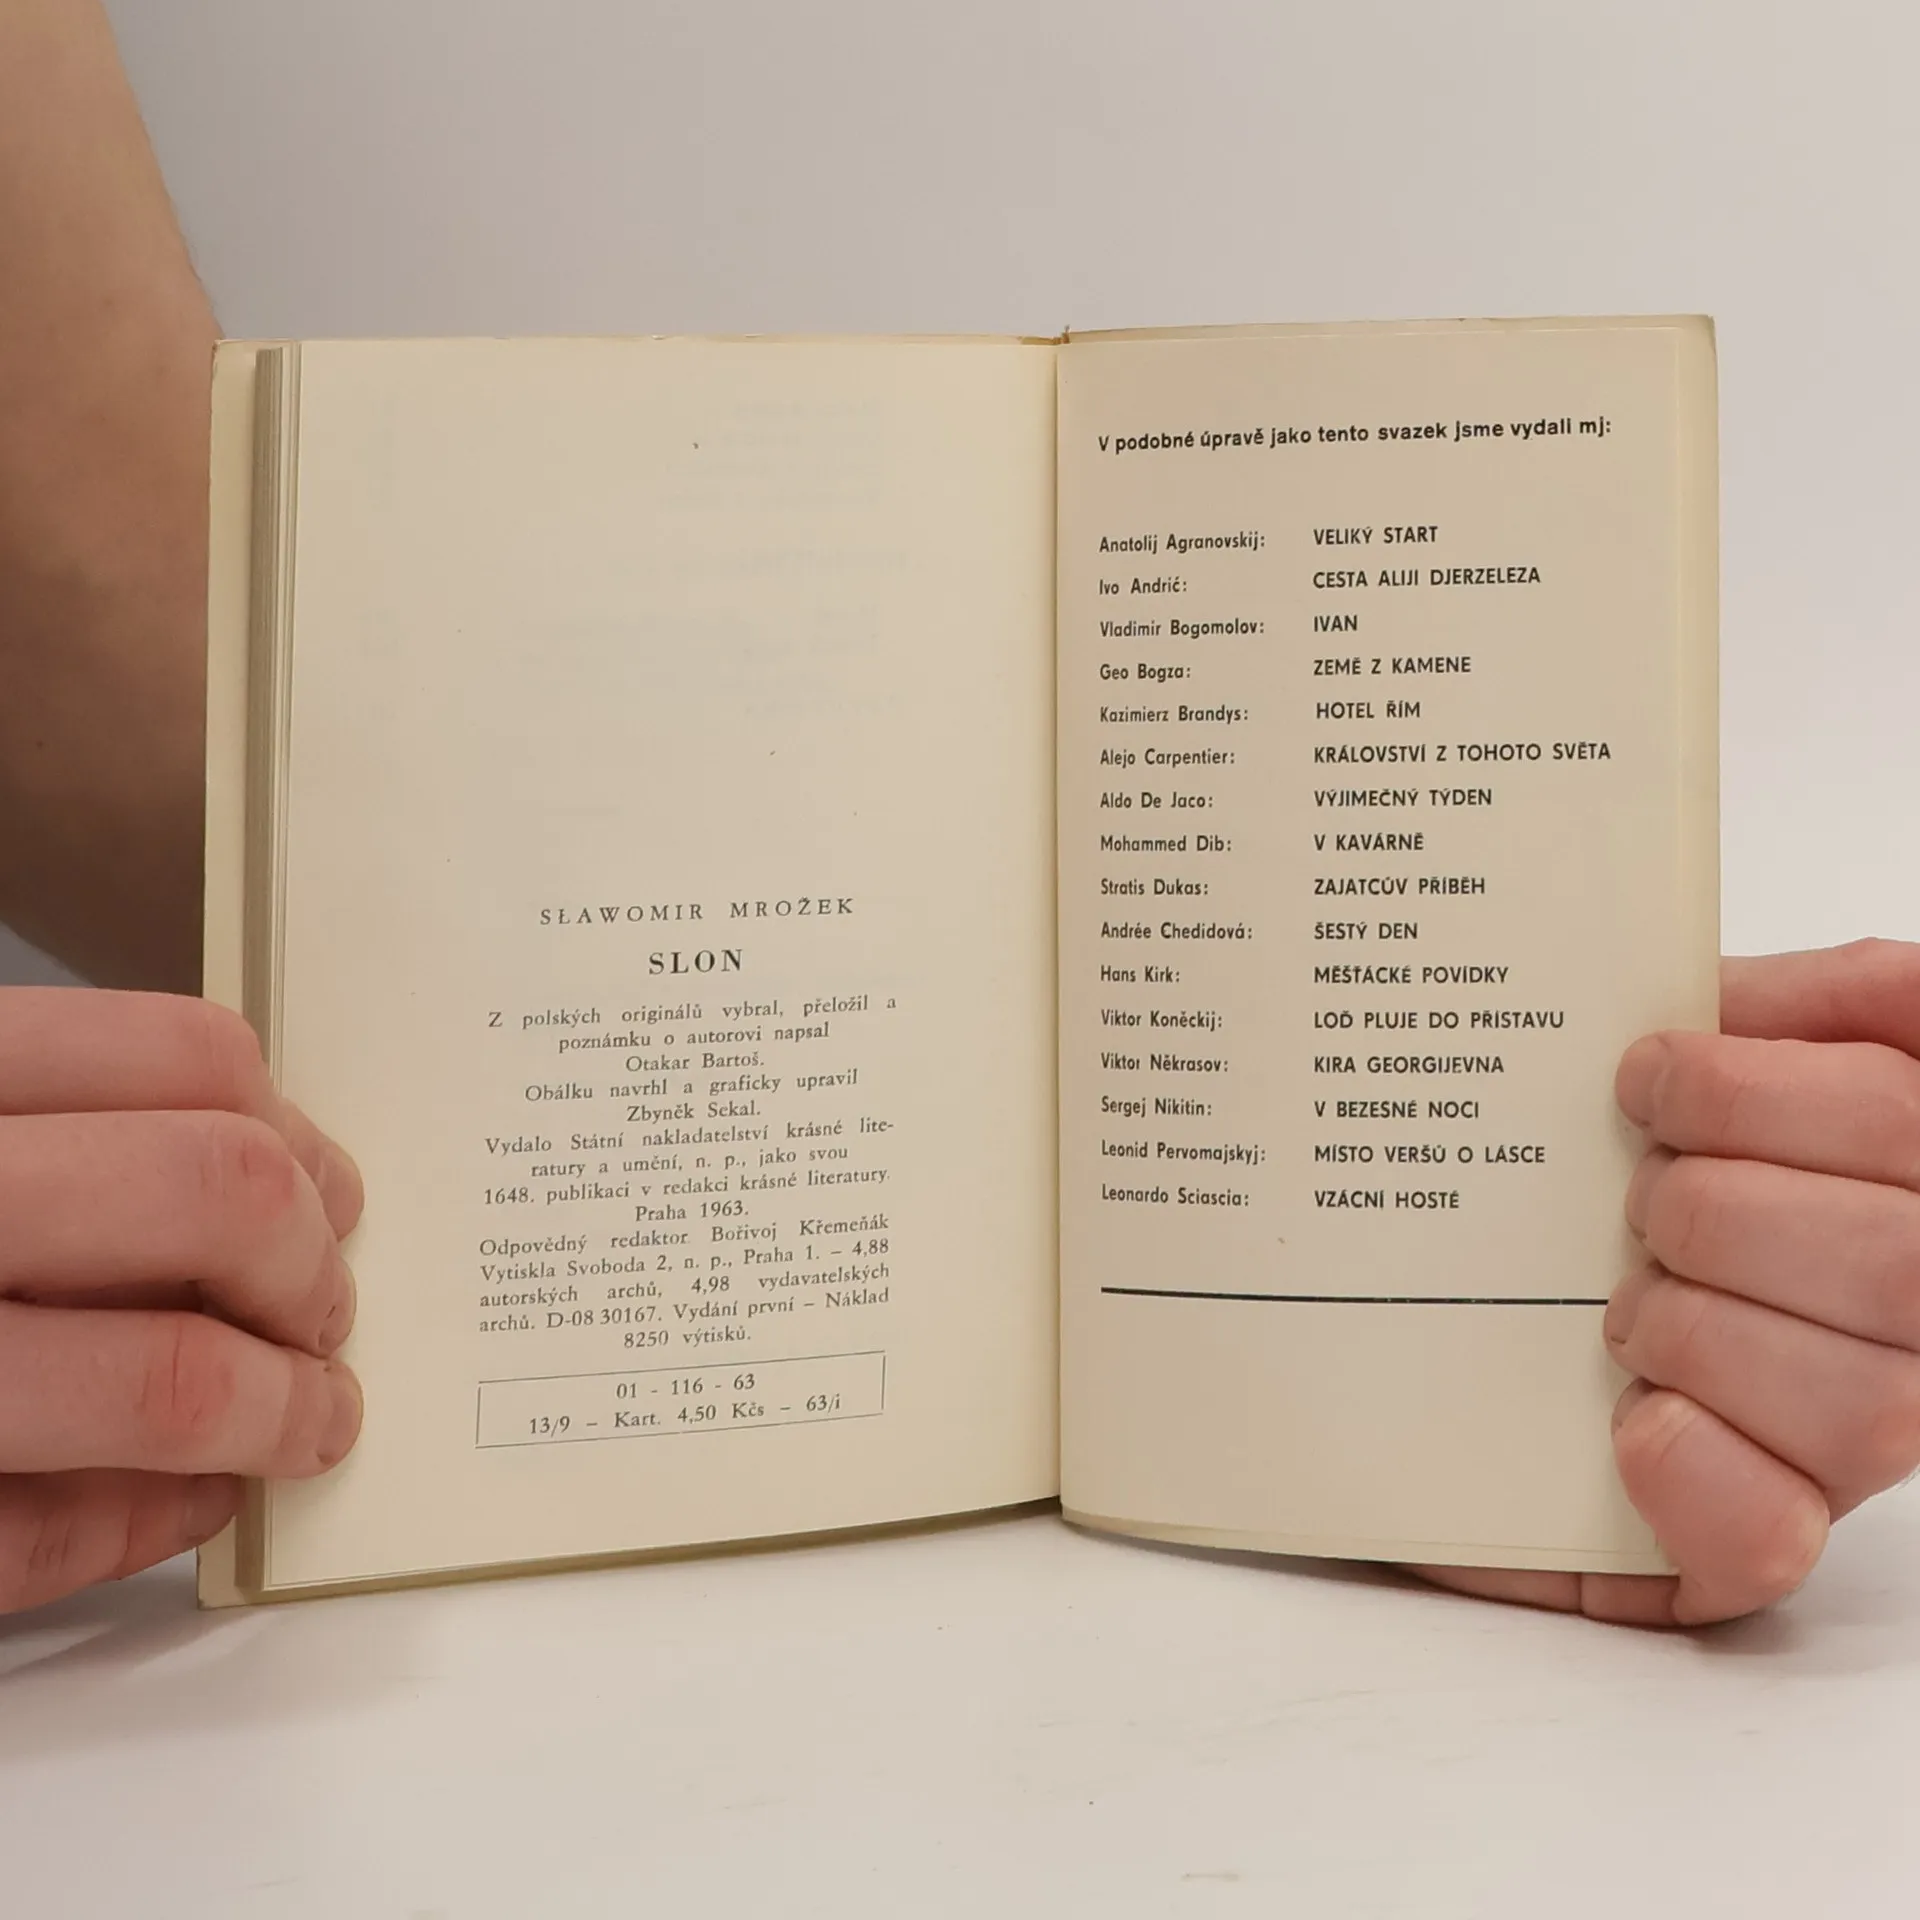 SŁAWOMIR MROŽEK
SLON
Z polských originálů vybral, přeložil a
poznámku o autorovi napsal
Otakar Bartoš.
Obálku navrhl a graficky upravil
Zbyněk Sekal.
Vydalo Státní nakladatelství krásné lite-
ratury a umění, n. p., jako svou
1648. publikaci v redakci krásné literatury.
Praha 1963.
Odpovědný redaktor Bořivoj Křemeňák
Vytiskla Svoboda 2, n. p., Praha 1. – 4,88
autorských archů, 4,98 vydavatelských
archů. D-08 30167. Vydání první – Náklad
8250 výtisků.
01 - 116 - 63
13/9 – Kart. 4,50 Kčs – 63/i
V podobné úpravě jako tento svazek jsme vydali mj:
Anatolij Agranovskij: VELIKÝ START
Ivo Andrić: CESTA ALIJI DJERZELEZA
Vladimir Bogomolov: IVAN
Geo Bogza: ZEMĚ Z KAMENE
Kazimierz Brandys: HOTEL ŘÍM
Alejo Carpentier: KRÁLOVSTVÍ Z TOHOTO SVĚTA
Aldo De Jaco: VÝJIMEČNÝ TÝDEN
Mohammed Dib: V KAVÁRNĚ
Stratis Dukas: ZAJATCŮV PŘÍBĚH
Andrée Chedidová: ŠESTÝ DEN
Hans Kirk: MĚŠŤÁCKÉ POVÍDKY
Viktor Koněckij: LOĎ PLUJE DO PŘÍSTAVU
Viktor Někrasov: KIRA GEORGIJEVNA
Sergej Nikitin: V BEZESNÉ NOCI
Leonid Pervomajskyj: MÍSTO VERŠŮ O LÁSCE
Leonardo Sciascia: VZÁCNÍ HOSTÉ